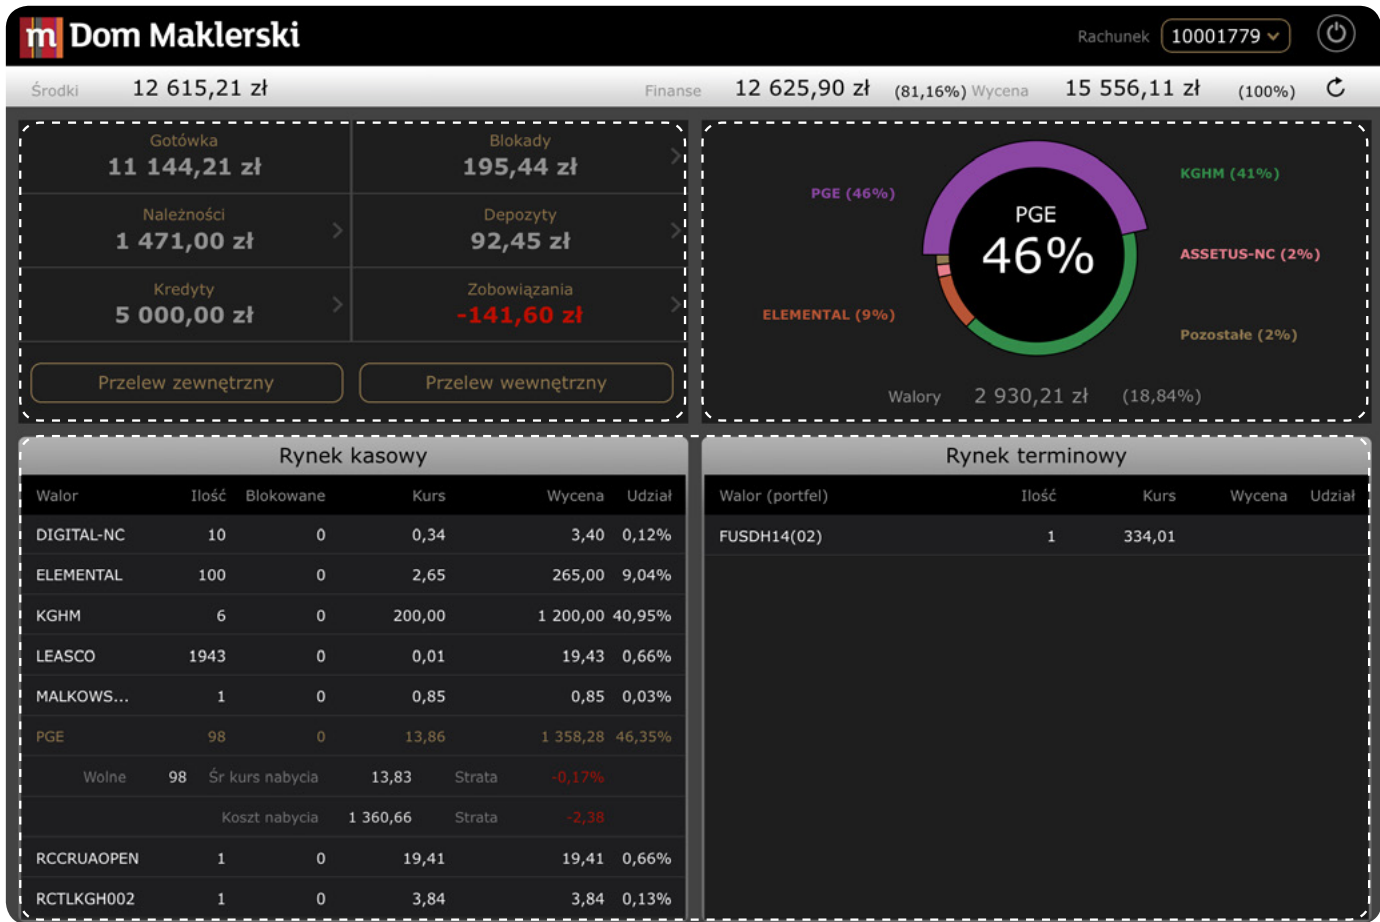 m Dom Maklerski
Rachunek 10001779
Środki 12 615,21 zł Finanse 12 625,90 zł (81,16%) Wycena 15 556,11 zł (100%)
Gotówka
11 144,21 zł
Blokady
195,44 zł
Należności
1 471,00 zł
Depozyty
92,45 zł
Kredyty
5 000,00 zł
Zobowiązania
-141,60 zł
Przelew zewnętrzny
Przelew wewnętrzny
PGE (46%)
KGHM (41%)
PGE
46%
ASSETUS-NC (2%)
ELEMENTAL (9%)
Pozostałe (2%)
Walory 2 930,21 zł (18,84%)
Rynek kasowy
Walor Ilość Blokowane Kurs Wycena Udział
DIGITAL-NC 10 0 0,34 3,40 0,12%
ELEMENTAL 100 0 2,65 265,00 9,04%
KGHM 6 0 200,00 1 200,00 40,95%
LEASCO 1943 0 0,01 19,43 0,66%
MALKOWS... 1 0 0,85 0,85 0,03%
PGE 98 0 13,86 1 358,28 46,35%
Wolne 98 Śr kurs nabycia 13,83 Strata -0,17%
Koszt nabycia 1 360,66 Strata -2,38
RCCRUAOPEN 1 0 19,41 19,41 0,66%
RCTLKGH002 1 0 3,84 3,84 0,13%
Rynek terminowy
Walor (portfel) Ilość Kurs Wycena Udział
FUSDH14(02) 1 334,01